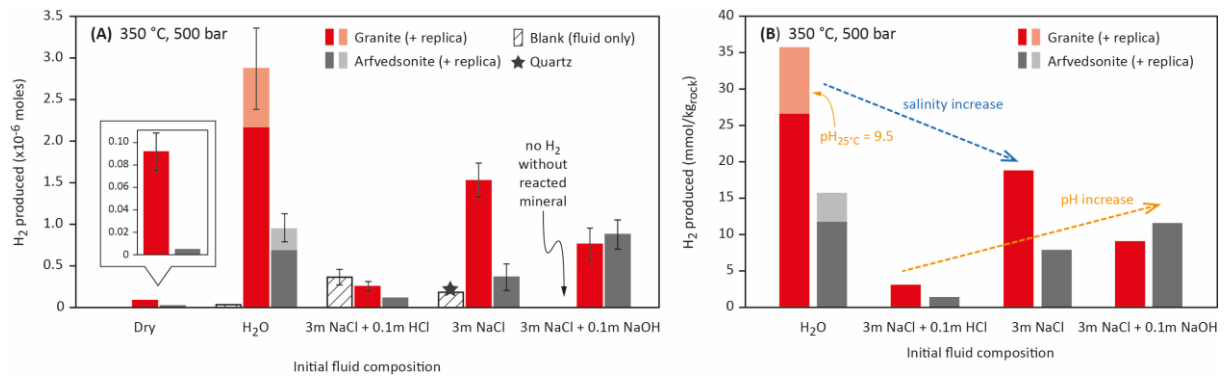 (A) 350 °C, 500 bar
Granite (+ replica)
Arfvedsonite (+ replica)
Blank (fluid only)
Quartz
H₂ produced (x10⁻⁶ moles)
3.5
3.0
2.5
2.0
1.5
1.0
0.5
0
0.10
0.08
0.06
0.04
0.02
0
no H₂
without
reacted
mineral
Dry
H₂O
3m NaCl + 0.1m HCl
3m NaCl
3m NaCl + 0.1m NaOH
Initial fluid composition
(B) 350 °C, 500 bar
Granite (+ replica)
Arfvedsonite (+ replica)
H₂ produced (mmol/kg_rock)
40
35
30
25
20
15
10
5
0
salinity increase
pH₂₅°C = 9.5
pH increase
H₂O
3m NaCl + 0.1m HCl
3m NaCl
3m NaCl + 0.1m NaOH
Initial fluid composition